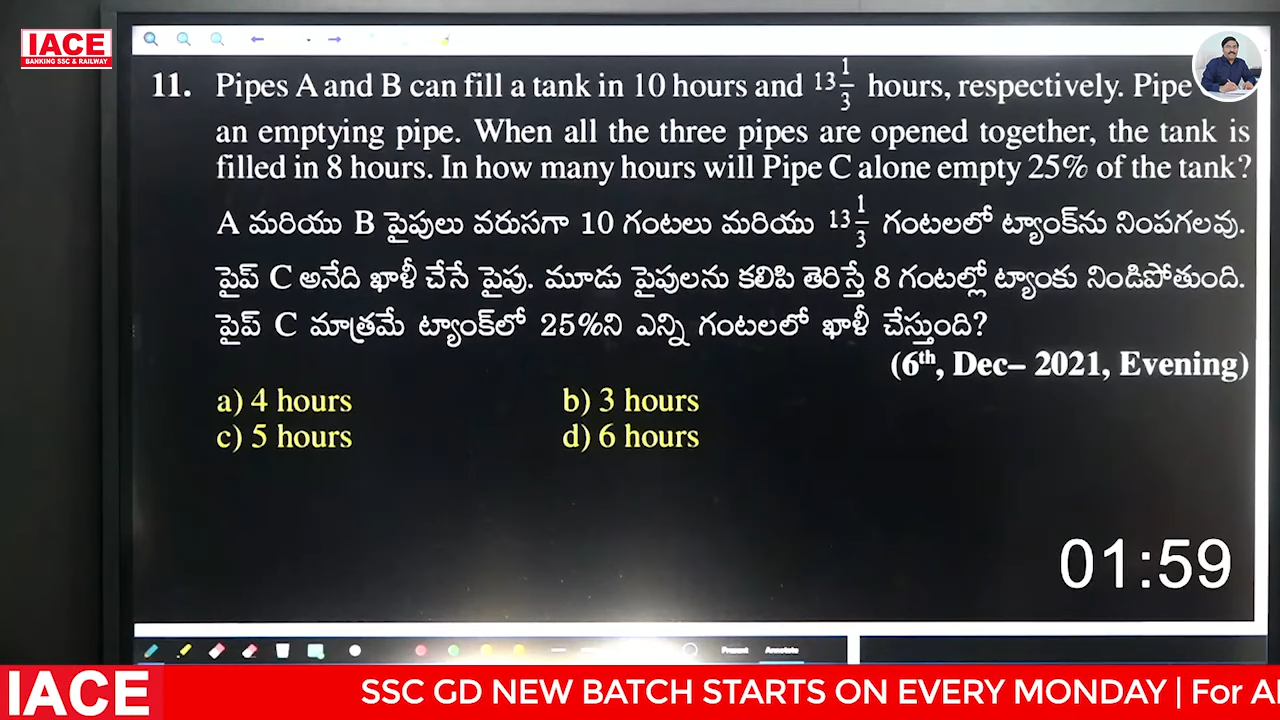 IACE
BANKING SSC & RAILWAY
11. Pipes A and B can fill a tank in 10 hours and 13 1/3 hours, respectively. Pipe
an emptying pipe. When all the three pipes are opened together, the tank is
filled in 8 hours. In how many hours will Pipe C alone empty 25% of the tank?
A మరియు B పైపులు వరుసగా 10 గంటలు మరియు 13 1/3 గంటలలో ట్యాంక్‌ను నింపగలవు.
పైప్ C అనేది ఖాళీ చేసే పైపు. మూడు పైపులను కలిపి తెరిస్తే 8 గంటల్లో ట్యాంకు నిండిపోతుంది.
పైప్ C మాత్రమే ట్యాంక్‌లో 25%ని ఎన్ని గంటలలో ఖాళీ చేస్తుంది?
(6th, Dec– 2021, Evening)
a) 4 hours b) 3 hours
c) 5 hours d) 6 hours
01:59
Present Annotate
IACE SSC GD NEW BATCH STARTS ON EVERY MONDAY | For